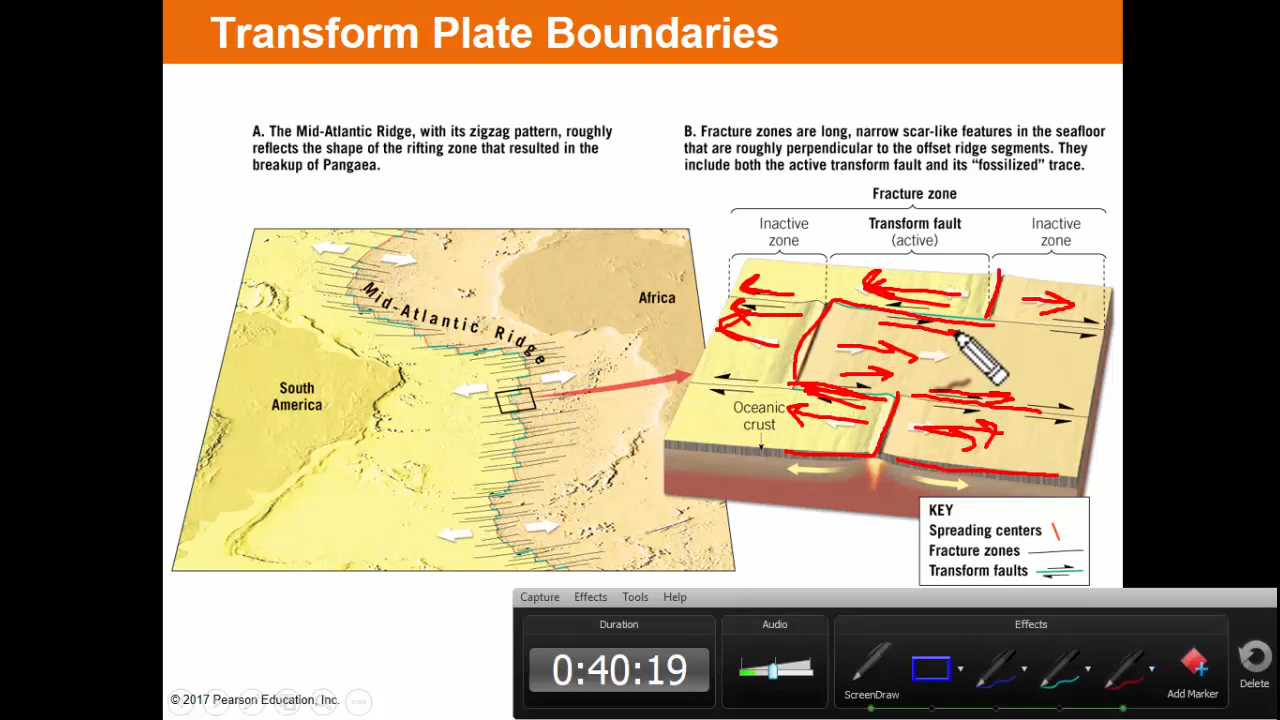 Transform Plate Boundaries
A. The Mid-Atlantic Ridge, with its zigzag pattern, roughly
reflects the shape of the rifting zone that resulted in the
breakup of Pangaea.
B. Fracture zones are long, narrow scar-like features in the seafloor
that are roughly perpendicular to the offset ridge segments. They
include both the active transform fault and its “fossilized” trace.
Fracture zone
Inactive
zone
Transform fault
(active)
Inactive
zone
Mid-Atlantic Ridge
Africa
South
America
Oceanic
crust
KEY
Spreading centers
Fracture zones
Transform faults
Capture Effects Tools Help
Duration
Audio
Effects
0:40:19
ScreenDraw
Add Marker
Delete
© 2017 Pearson Education, Inc.